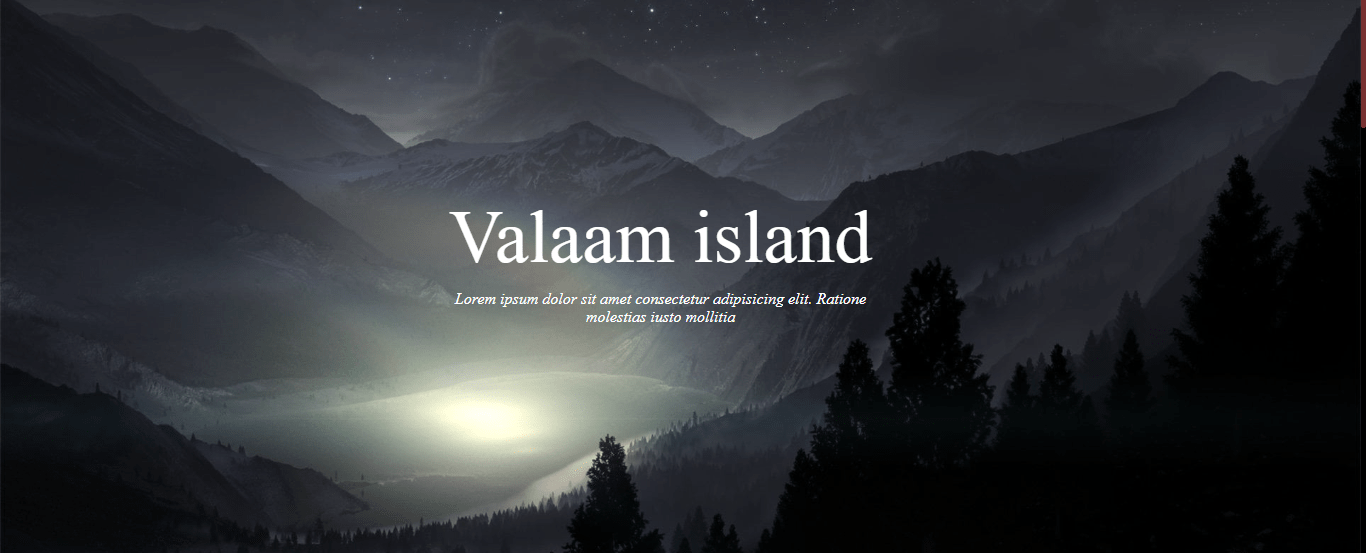 Valaam island
Lorem ipsum dolor sit amet consectetur adipisicing elit. Ratione
molestias iusto mollitia